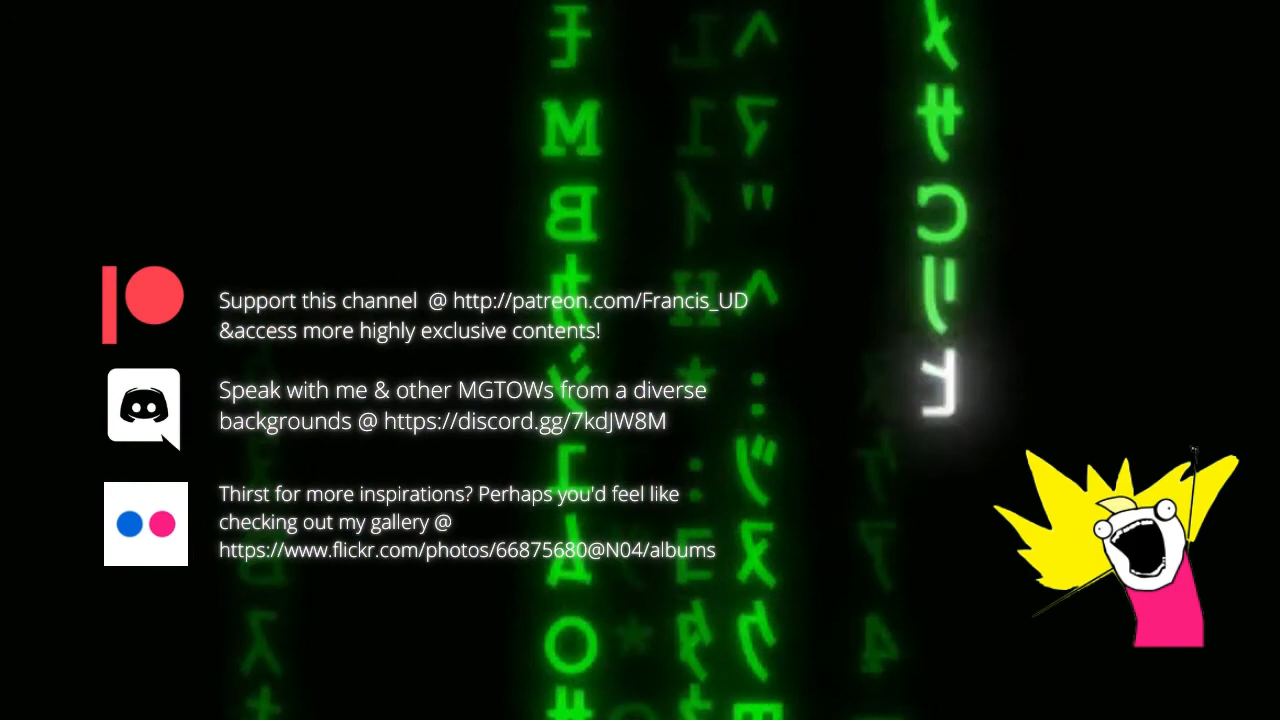 Support this channel  @ http://patreon.com/Francis_UD
&access more highly exclusive contents!
Speak with me & other MGTOWs from a diverse
backgrounds @ https://discord.gg/7kdJW8M
Thirst for more inspirations? Perhaps you'd feel like
checking out my gallery @
https://www.flickr.com/photos/66875680@N04/albums